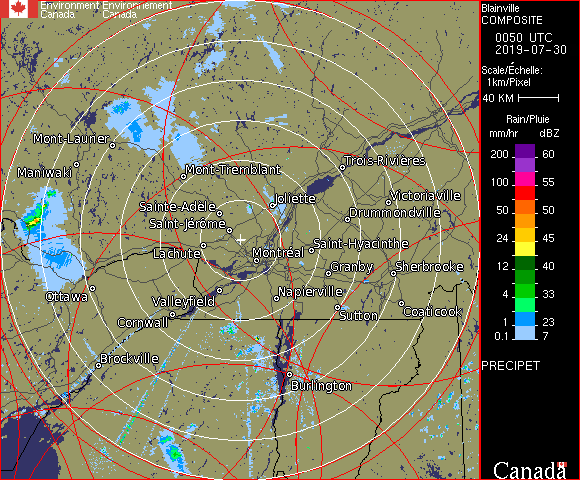 Environment Environnement
Canada Canada
Blainville
COMPOSITE
0050 UTC
2019-07-30
Scale/Échelle:
1km/Pixel
40 KM
Rain/Pluie
mm/hr dBZ
200 60
100 55
50 50
24 45
12 40
4 33
1 23
0.1 7
PRECIPET
Canada
Mont-Laurier
Maniwaki
Mont-Tremblant
Trois-Rivières
Sainte-Adèle
Joliette
Victoriaville
Drummondville
Saint-Jérôme
Lachute
Montréal
Saint-Hyacinthe
Granby
Sherbrooke
Ottawa
Valleyfield
Napierville
Sutton
Coaticook
Cornwall
Brockville
Burlington